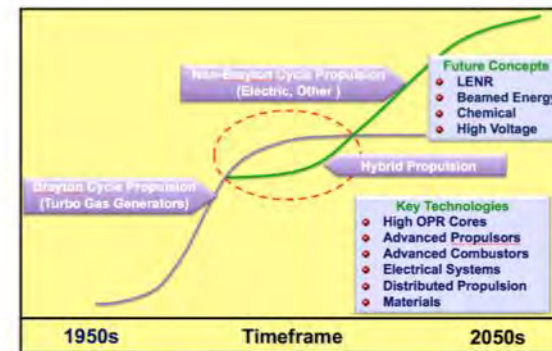 Non-Brayton Cycle Propulsion
(Electric, Other )
Future Concepts
LENR
Beamed Energy
Chemical
High Voltage
Hybrid Propulsion
Brayton Cycle Propulsion
(Turbo Gas Generators)
Key Technologies
High OPR Cores
Advanced Propulsors
Advanced Combustors
Electrical Systems
Distributed Propulsion
Materials
1950s Timeframe 2050s